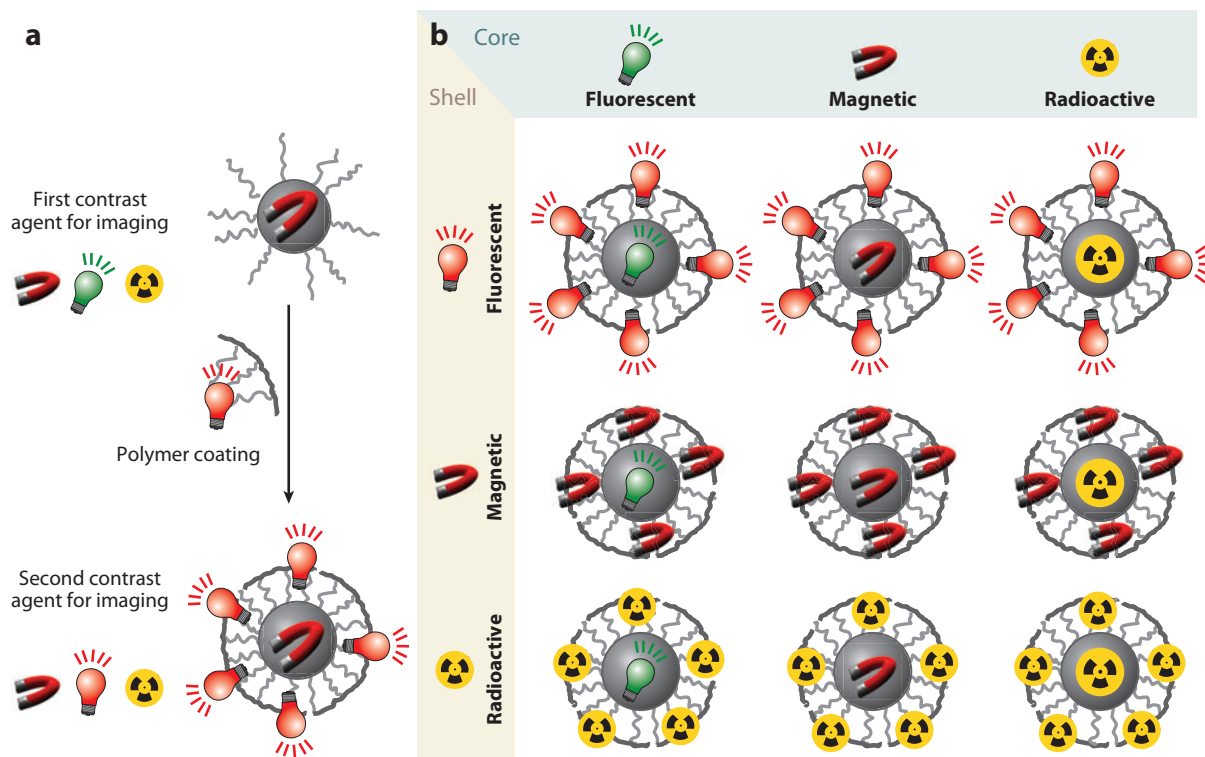 a
First contrast
agent for imaging
Polymer coating
Second contrast
agent for imaging
b
Core
Shell
Fluorescent
Magnetic
Radioactive
Fluorescent
Magnetic
Radioactive